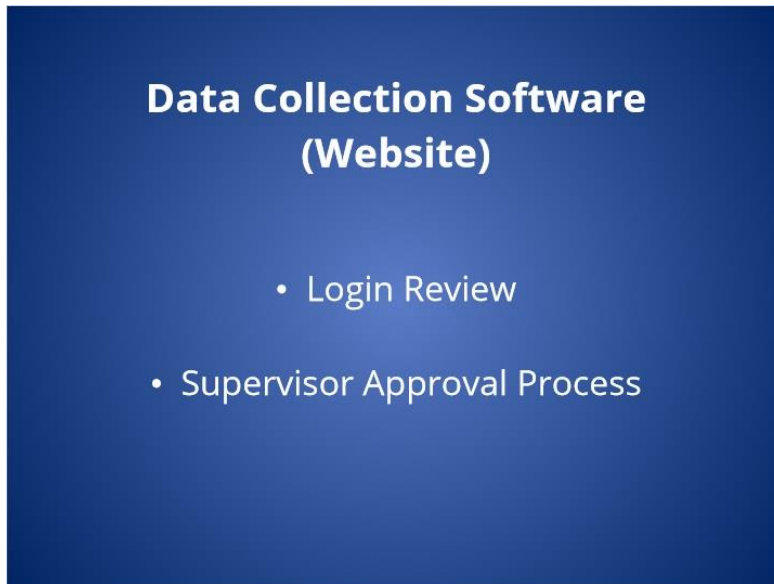 Data Collection Software
(Website)
• Login Review
• Supervisor Approval Process